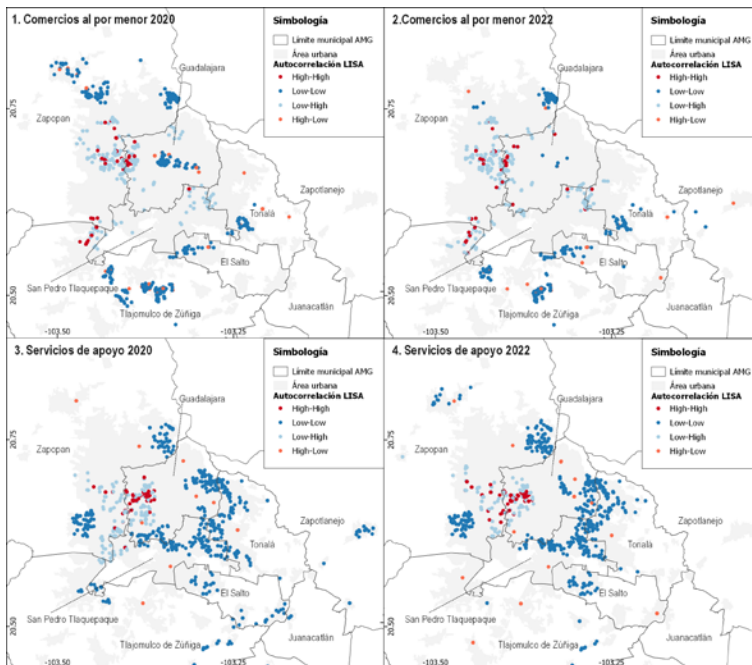 1. Comercios al por menor 2020
Simbología
Límite municipal AMG
Área urbana
Autocorrelación LISA
High-High
Low-Low
Low-High
High-Low
Guadalajara
20.75
Zapopan
Zapotlanejo
Tonalá
El Salto
San Pedro Tlaquepaque
20.50
Tlajomulco de Zúñiga
Juanacatlán
-103.50
-103.25
2.Comercios al por menor 2022
Simbología
Límite municipal AMG
Área urbana
Autocorrelación LISA
High-High
Low-Low
Low-High
High-Low
Guadalajara
20.75
Zapopan
Zapotlanejo
Tonalá
El Salto
San Pedro Tlaquepaque
20.50
Tlajomulco de Zúñiga
Juanacatlán
-103.50
-103.25
3. Servicios de apoyo 2020
Simbología
Límite municipal AMG
Área urbana
Autocorrelación LISA
High-High
Low-Low
Low-High
High-Low
Guadalajara
20.75
Zapopan
Zapotlanejo
Tonalá
El Salto
San Pedro Tlaquepaque
20.50
Tlajomulco de Zúñiga
Juanacatlán
-103.50
-103.25
4. Servicios de apoyo 2022
Simbología
Límite municipal AMG
Área urbana
Autocorrelación LISA
High-High
Low-Low
Low-High
High-Low
Guadalajara
20.75
Zapopan
Zapotlanejo
Tonalá
El Salto
San Pedro Tlaquepaque
20.50
Tlajomulco de Zúñiga
Juanacatlán
-103.50
-103.25